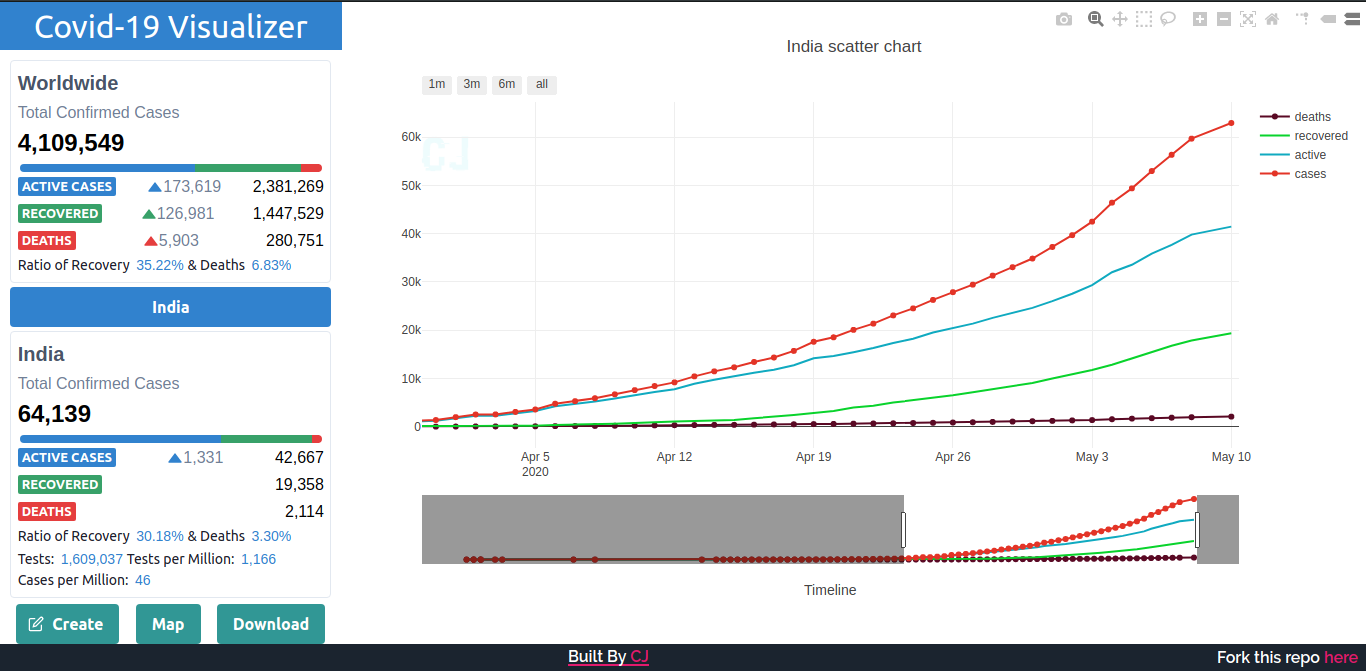 Covid-19 Visualizer
Worldwide
Total Confirmed Cases
4,109,549
ACTIVE CASES 173,619 2,381,269
RECOVERED 126,981 1,447,529
DEATHS 5,903 280,751
Ratio of Recovery 35.22% & Deaths 6.83%
India
India
Total Confirmed Cases
64,139
ACTIVE CASES 1,331 42,667
RECOVERED 19,358
DEATHS 2,114
Ratio of Recovery 30.18% & Deaths 3.30%
Tests: 1,609,037 Tests per Million: 1,166
Cases per Million: 46
Create Map Download
India scatter chart
1m 3m 6m all
CJ
60k
50k
40k
30k
20k
10k
0
Apr 5 Apr 12 Apr 19 Apr 26 May 3 May 10
2020
deaths
recovered
active
cases
Timeline
Built By CJ
Fork this repo here